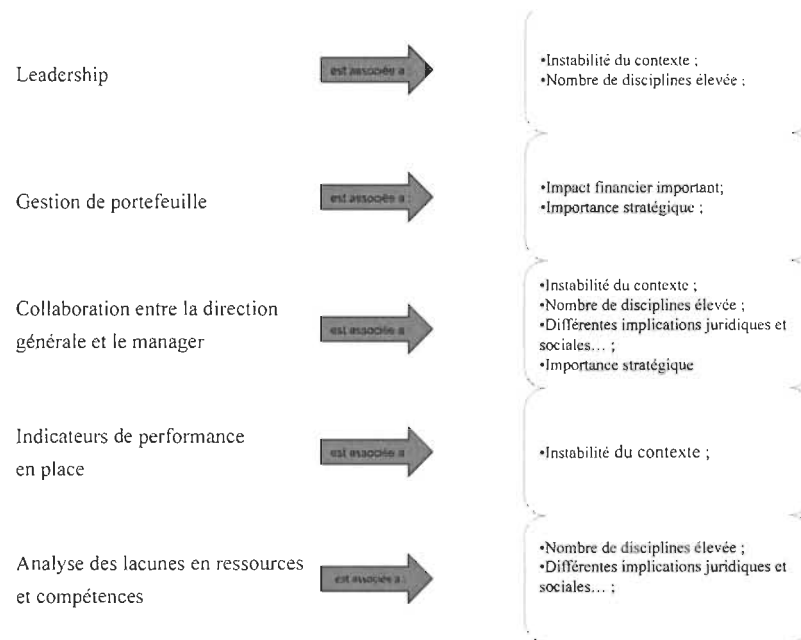 Leadership
est associée a
•Instabilité du contexte ;
•Nombre de disciplines élevée ;
Gestion de portefeuille
est associée a :
•Impact financier important;
•Importance stratégique ;
Collaboration entre la direction
générale et le manager
est associée a
•Instabilité du contexte ;
•Nombre de disciplines élevée ;
•Différentes implications juridiques et
sociales… ;
•Importance stratégique
Indicateurs de performance
en place
est associée a
•Instabilité du contexte ;
Analyse des lacunes en ressources
et compétences
est associée a :
•Nombre de disciplines élevée ;
•Différentes implications juridiques et
sociales… ;